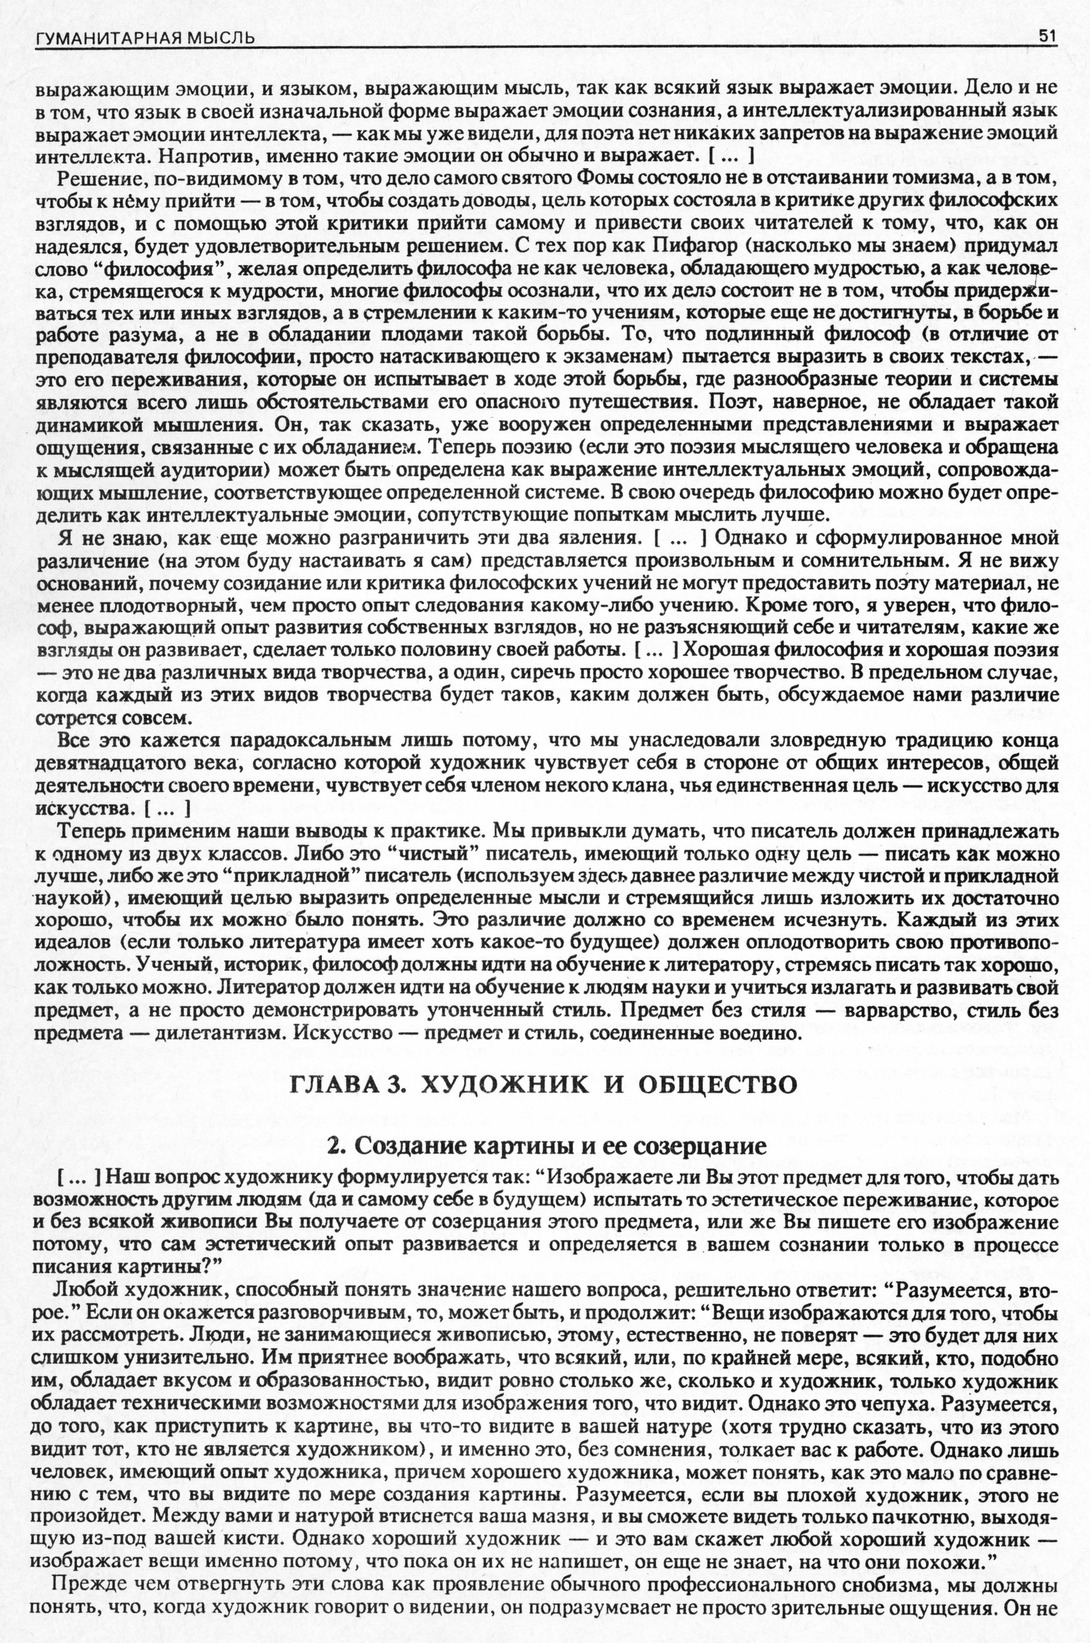 ГУМАНИТАРНАЯ МЫСЛЬ 51
выражающим эмоции, и языком, выражающим мысль, так как всякий язык выражает эмоции. Дело и не
в том, что язык в своей изначальной форме выражает эмоции сознания, а интеллектуализированный язык
выражает эмоции интеллекта, — как мы уже видели, для поэта нет никаких запретов на выражение эмоций
интеллекта. Напротив, именно такие эмоции он обычно и выражает. [ ... ]
Решение, по-видимому в том, что дело самого святого Фомы состояло не в отстаивании томизма, а в том,
чтобы к нему прийти — в том, чтобы создать доводы, цель которых состояла в критике других философских
взглядов, и с помощью этой критики прийти самому и привести своих читателей к тому, что, как он
надеялся, будет удовлетворительным решением. С тех пор как Пифагор (насколько мы знаем) придумал
слово “философия”, желая определить философа не как человека, обладающего мудростью, а как челове-
ка, стремящегося к мудрости, многие философы осознали, что их дело состоит не в том, чтобы придержи-
ваться тех или иных взглядов, а в стремлении к каким-то учениям, которые еще не достигнуты, в борьбе и
работе разума, а не в обладании плодами такой борьбы. То, что подлинный философ (в отличие от
преподавателя философии, просто натаскивающего к экзаменам) пытается выразить в своих текстах, —
это его переживания, которые он испытывает в ходе этой борьбы, где разнообразные теории и системы
являются всего лишь обстоятельствами его опасного путешествия. Поэт, наверное, не обладает такой
динамикой мышления. Он, так сказать, уже вооружен определенными представлениями и выражает
ощущения, связанные с их обладанием. Теперь поэзию (если это поэзия мыслящего человека и обращена
к мыслящей аудитории) может быть определена как выражение интеллектуальных эмоций, сопровожда-
ющих мышление, соответствующее определенной системе. В свою очередь философию можно будет опре-
делить как интеллектуальные эмоции, сопутствующие попыткам мыслить лучше.
Я не знаю, как еще можно разграничить эти два явления. [ ... ] Однако и сформулированное мной
различение (на этом буду настаивать я сам) представляется произвольным и сомнительным. Я не вижу
оснований, почему созидание или критика философских учений не могут предоставить поэту материал, не
менее плодотворный, чем просто опыт следования какому-либо учению. Кроме того, я уверен, что фило-
соф, выражающий опыт развития собственных взглядов, но не разъясняющий себе и читателям, какие же
взгляды он развивает, сделает только половину своей работы. [ ... ] Хорошая философия и хорошая поэзия
— это не два различных вида творчества, а один, сиречь просто хорошее творчество. В предельном случае,
когда каждый из этих видов творчества будет таков, каким должен быть, обсуждаемое нами различие
сотрется совсем.
Все это кажется парадоксальным лишь потому, что мы унаследовали зловредную традицию конца
девятнадцатого века, согласно которой художник чувствует себя в стороне от общих интересов, общей
деятельности своего времени, чувствует себя членом некого клана, чья единственная цель — искусство для
искусства. [ ... ]
Теперь применим наши выводы к практике. Мы привыкли думать, что писатель должен принадлежать
к одному из двух классов. Либо это “чистый” писатель, имеющий только одну цель — писать как можно
лучше, либо же это “прикладной” писатель (используем здесь давнее различие между чистой и прикладной
наукой), имеющий целью выразить определенные мысли и стремящийся лишь изложить их достаточно
хорошо, чтобы их можно было понять. Это различие должно со временем исчезнуть. Каждый из этих
идеалов (если только литература имеет хоть какое-то будущее) должен оплодотворить свою противопо-
ложность. Ученый, историк, философ должны идти на обучение к литератору, стремясь писать так хорошо,
как только можно. Литератор должен идти на обучение к людям науки и учиться излагать и развивать свой
предмет, а не просто демонстрировать утонченный стиль. Предмет без стиля — варварство, стиль без
предмета — дилетантизм. Искусство — предмет и стиль, соединенные воедино.
ГЛАВА 3. ХУДОЖНИК И ОБЩЕСТВО
2. Создание картины и ее созерцание
[ ... ] Наш вопрос художнику формулируется так: “Изображаете ли Вы этот предмет для того, чтобы дать
возможность другим людям (да и самому себе в будущем) испытать то эстетическое переживание, которое
и без всякой живописи Вы получаете от созерцания этого предмета, или же Вы пишете его изображение
потому, что сам эстетический опыт развивается и определяется в вашем сознании только в процессе
писания картины?”
Любой художник, способный понять значение нашего вопроса, решительно ответит: “Разумеется, вто-
рое.” Если он окажется разговорчивым, то, может быть, и продолжит: “Вещи изображаются для того, чтобы
их рассмотреть. Люди, не занимающиеся живописью, этому, естественно, не поверят — это будет для них
слишком унизительно. Им приятнее воображать, что всякий, или, по крайней мере, всякий, кто, подобно
им, обладает вкусом и образованностью, видит ровно столько же, сколько и художник, только художник
обладает техническими возможностями для изображения того, что видит. Однако это чепуха. Разумеется,
до того, как приступить к картине, вы что-то видите в вашей натуре (хотя трудно сказать, что из этого
видит тот, кто не является художником), и именно это, без сомнения, толкает вас к работе. Однако лишь
человек, имеющий опыт художника, причем хорошего художника, может понять, как это мало по сравне-
нию с тем, что вы видите по мере создания картины. Разумеется, если вы плохой художник, этого не
произойдет. Между вами и натурой втиснется ваша мазня, и вы сможете видеть только пачкотню, выходя-
щую из-под вашей кисти. Однако хороший художник — и это вам скажет любой хороший художник —
изображает вещи именно потому, что пока он их не напишет, он еще не знает, на что они похожи.”
Прежде чем отвергнуть эти слова как проявление обычного профессионального снобизма, мы должны
понять, что, когда художник говорит о видении, он подразумевает не просто зрительные ощущения. Он не